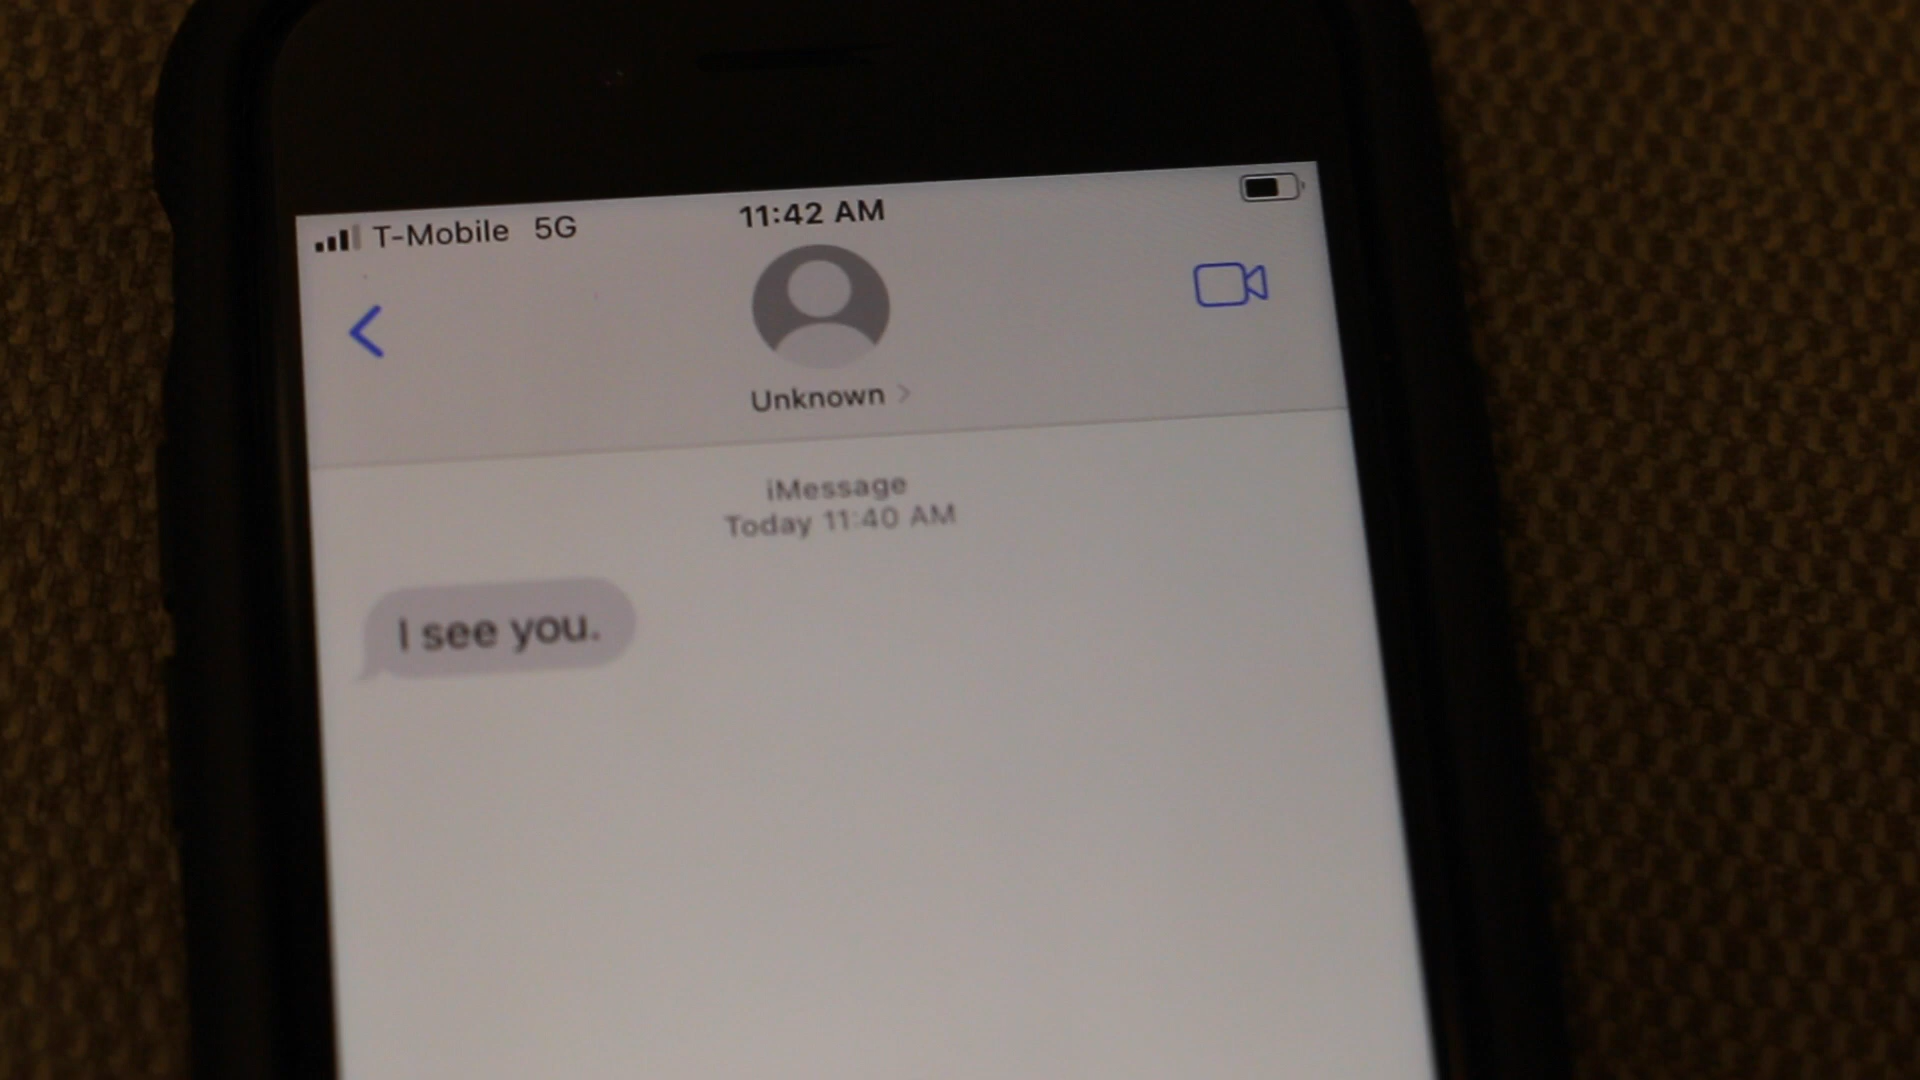 T-Mobile 5G 11:42 AM
Unknown
iMessage
Today 11:40 AM
I see you.